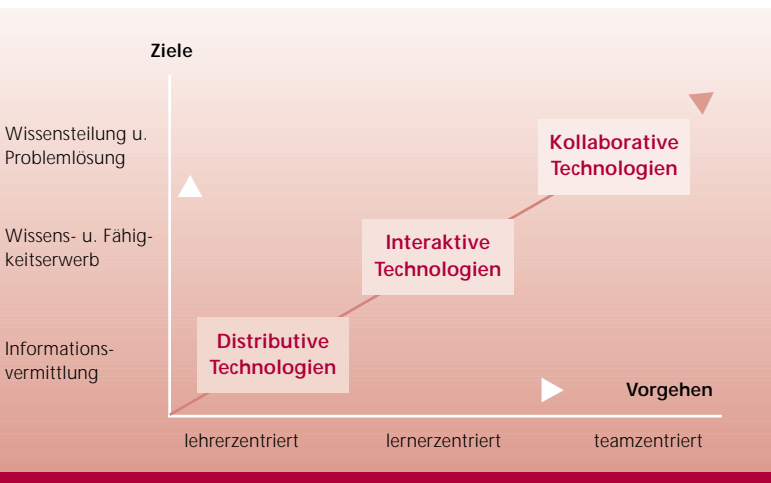 Ziele
Wissensteilung u.
Problemlösung
Kollaborative
Technologien
Wissens- u. Fähig-
keitserwerb
Interaktive
Technologien
Informations-
vermittlung
Distributive
Technologien
Vorgehen
lehrerzentriert
lernerzentriert
teamzentriert